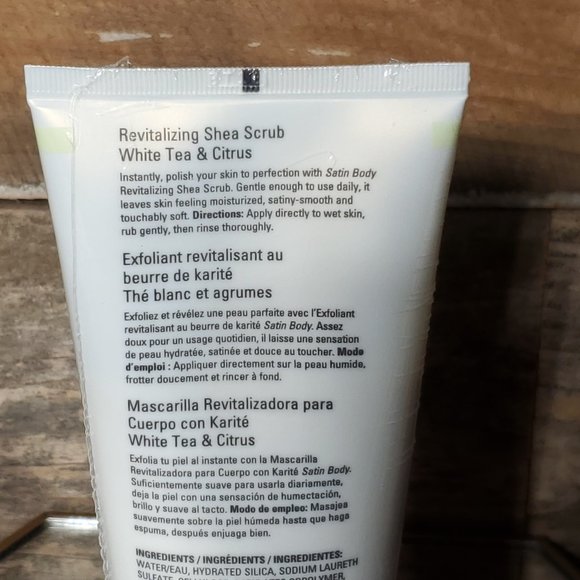 Revitalizing Shea Scrub
White Tea & Citrus
Instantly, polish your skin to perfection with Satin Body
Revitalizing Shea Scrub. Gentle enough to use daily, it
leaves skin feeling moisturized, satiny-smooth and
touchably soft. Directions: Apply directly to wet skin,
rub gently, then rinse thoroughly.
Exfoliant revitalisant au
beurre de karité
Thé blanc et agrumes
Exfoliez et révélez une peau parfaite avec l'Exfoliant
revitalisant au beurre de karité Satin Body. Assez
doux pour un usage quotidien, il laisse une sensation
de peau hydratée, satinée et douce au toucher. Mode
d'emploi : Appliquer directement sur la peau humide,
frotter doucement et rincer à fond.
Mascarilla Revitalizadora para
Cuerpo con Karité
White Tea & Citrus
Exfolia tu piel al instante con la Mascarilla
Revitalizadora para Cuerpo con Karité Satin Body.
Suficientemente suave para usarla diariamente,
deja la piel con una sensación de humectación,
brillo y suave al tacto. Modo de empleo: Masajea
suavemente sobre la piel húmeda hasta que haga
espuma, después enjuaga bien.
INGREDIENTS / INGRÉDIENTS / INGREDIENTES:
WATER/EAU, HYDRATED SILICA, SODIUM LAURETH
SULFATE,